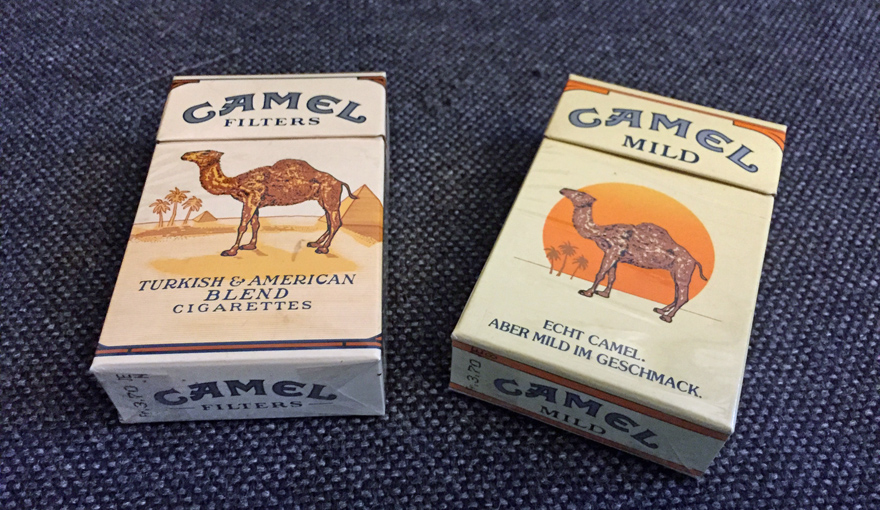 CAMEL
FILTERS
TURKISH & AMERICAN
BLEND
CIGARETTES
CAMEL
FILTERS
CAMEL
MILD
ECHT CAMEL.
ABER MILD IM GESCHMACK.
CAMEL
MILD